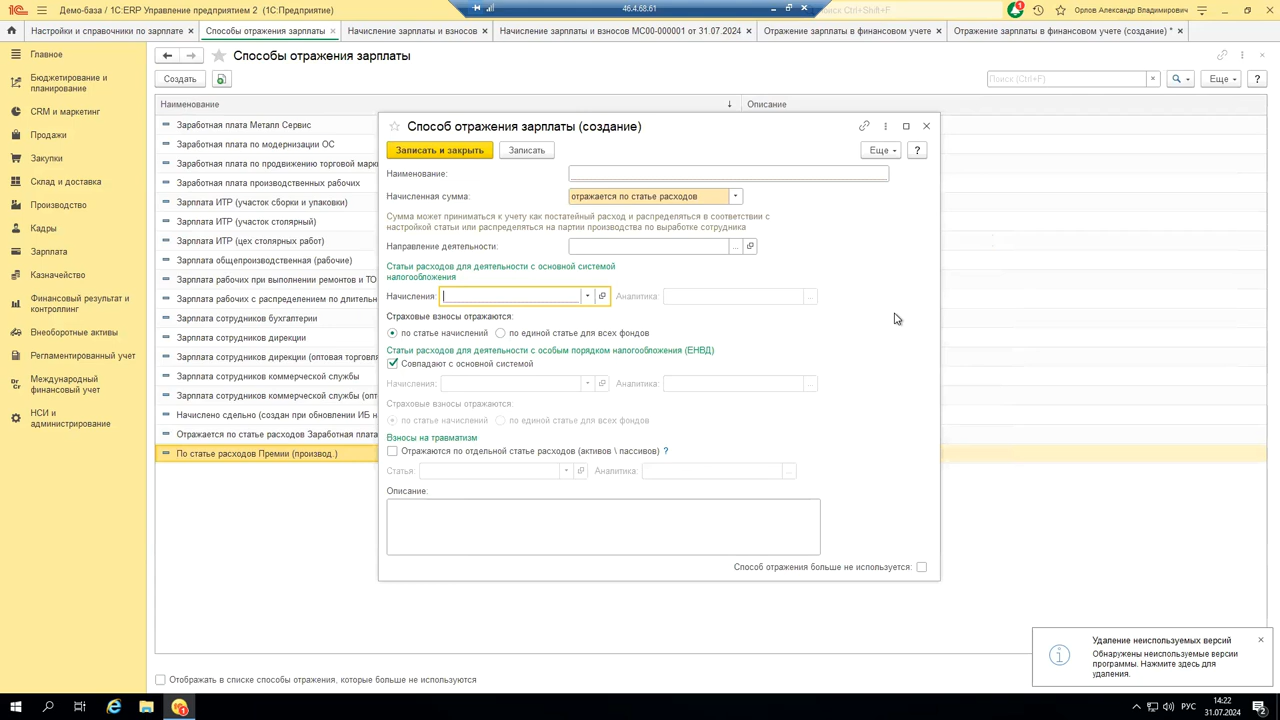 Демо-база / 1C:ERP Управление предприятием 2 (1С:Предприятие)
46.4.68.61
Поиск Ctrl+Shift+F
Орлов Александр Владимирович
Настройки и справочники по зарплате ×
Способы отражения зарплаты ×
Начисление зарплаты и взносов ×
Начисление зарплаты и взносов МС00-000001 от 31.07.2024 ×
Отражение зарплаты в финансовом учете ×
Отражение зарплаты в финансовом учете (создание) * ×
Главное
Бюджетирование и
планирование
CRM и маркетинг
Продажи
Закупки
Склад и доставка
Производство
Кадры
Зарплата
Казначейство
Финансовый результат и
контроллинг
Внеоборотные активы
Регламентированный учет
Международный
финансовый учет
НСИ и
администрирование
Способы отражения зарплаты
Создать
Поиск (Ctrl+F)
×
Еще
?
Наименование
Описание
Заработная плата Металл Сервис
Заработная плата по модернизации ОС
Заработная плата по продвижению торговой марк
Заработная плата производственных рабочих
Зарплата ИТР (участок сборки и упаковки)
Зарплата ИТР (участок столярный)
Зарплата ИТР (цех столярных работ)
Зарплата общепроизводственная (рабочие)
Зарплата рабочих при выполнении ремонтов и ТО
Зарплата рабочих с распределением по длительн
Зарплата сотрудников бухгалтерии
Зарплата сотрудников дирекции
Зарплата сотрудников дирекции (оптовая торговля
Зарплата сотрудников коммерческой службы
Зарплата сотрудников коммерческой службы (опт
Начислено сдельно (создан при обновлении ИБ н
Отражается по статье расходов Заработная плата
По статье расходов Премии (производ.)
Способ отражения зарплаты (создание)
Записать и закрыть
Записать
Еще
?
Наименование:
Начисленная сумма:
отражается по статье расходов
Сумма может приниматься к учету как постатейный расход и распределяться в соответствии с
настройкой статьи или распределяться на партии производства по выработке сотрудника
Направление деятельности:
Статьи расходов для деятельности с основной системой
налогообложения
Начисления:
Аналитика:
Страховые взносы отражаются:
по статье начислений
по единой статье для всех фондов
Статьи расходов для деятельности с особым порядком налогообложения (ЕНВД)
Совпадают с основной системой
Начисления:
Аналитика:
Страховые взносы отражаются:
по статье начислений
по единой статье для всех фондов
Взносы на травматизм
Отражаются по отдельной статье расходов (активов \ пассивов) ?
Статья:
Аналитика:
Описание:
Способ отражения больше не используется:
Удаление неиспользуемых версий
Обнаружены неиспользуемые версии
программы. Нажмите здесь для
удаления.
Отображать в списке способы отражения, которые больше не используются
РУС
14:22
31.07.2024
2